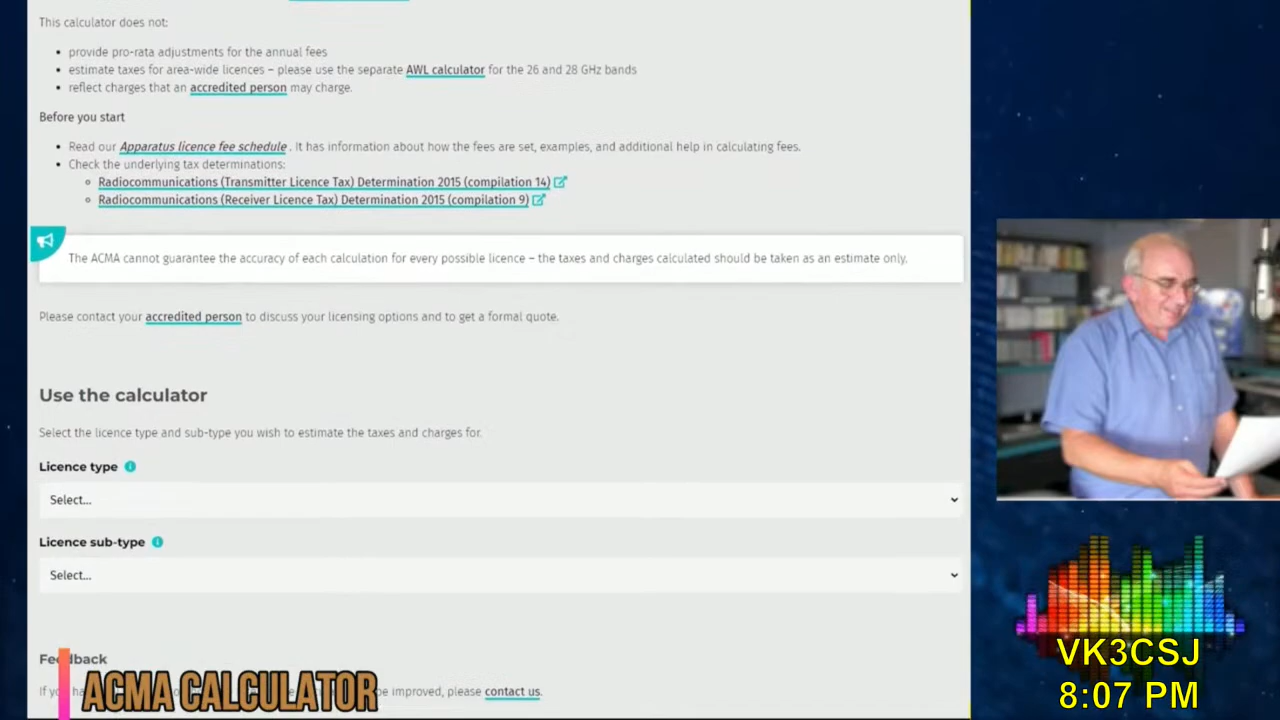 This calculator does not:
provide pro-rata adjustments for the annual fees
estimate taxes for area-wide licences – please use the separate AWL calculator for the 26 and 28 GHz bands
reflect charges that an accredited person may charge.
Before you start
Read our Apparatus licence fee schedule . It has information about how the fees are set, examples, and additional help in calculating fees.
Check the underlying tax determinations:
Radiocommunications (Transmitter Licence Tax) Determination 2015 (compilation 14)
Radiocommunications (Receiver Licence Tax) Determination 2015 (compilation 9)
The ACMA cannot guarantee the accuracy of each calculation for every possible licence – the taxes and charges calculated should be taken as an estimate only.
Please contact your accredited person to discuss your licensing options and to get a formal quote.
Use the calculator
Select the licence type and sub-type you wish to estimate the taxes and charges for.
Licence type
Select...
Licence sub-type
Select...
Feedback
If you be improved, please contact us.
ACMA CALCULATOR
VK3CSJ
8:07 PM